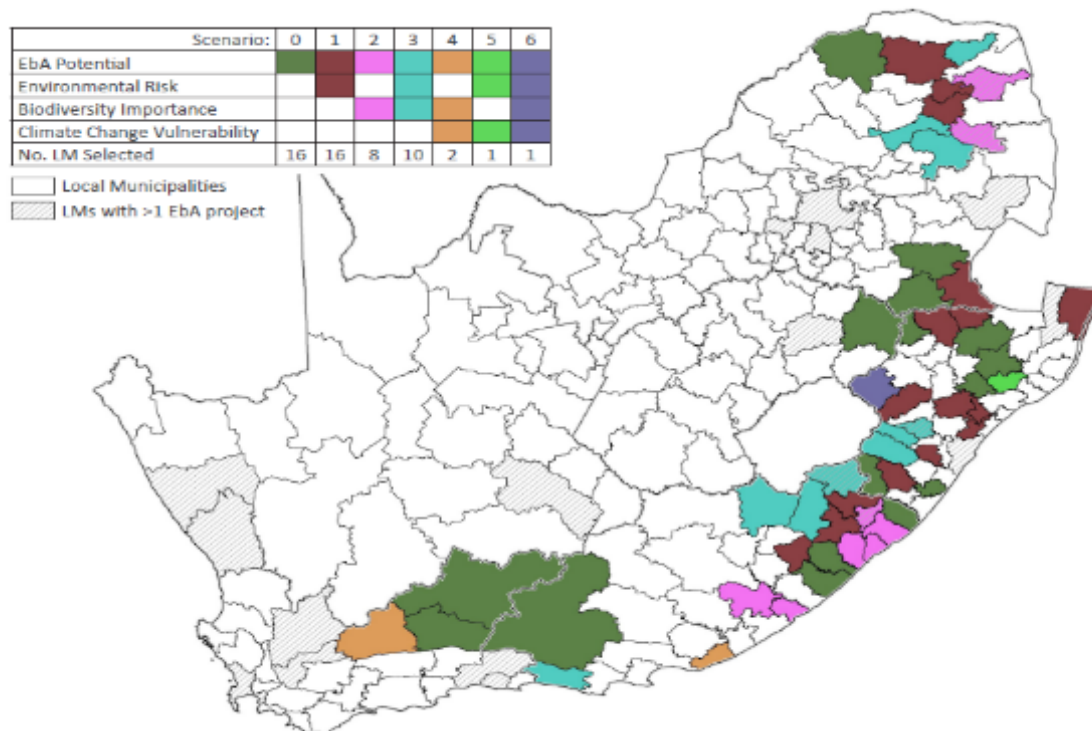 Scenario: 0 1 2 3 4 5 6
EbA Potential
Environmental Risk
Biodiversity Importance
Climate Change Vulnerability
No. LM Selected 16 16 8 10 2 1 1
Local Municipalities
LMs with >1 EbA project